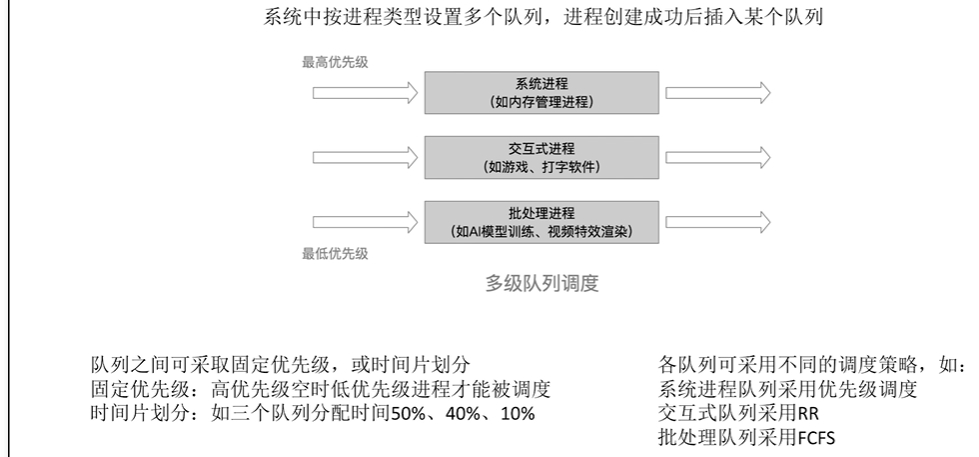 系统中按进程类型设置多个队列，进程创建成功后插入某个队列
最高优先级
系统进程
（如内存管理进程）
交互式进程
（如游戏、打字软件）
批处理进程
（如AI模型训练、视频特效渲染）
最低优先级
多级队列调度
队列之间可采取固定优先级，或时间片划分
固定优先级：高优先级空时低优先级进程才能被调度
时间片划分：如三个队列分配时间50%、40%、10%
各队列可采用不同的调度策略，如：
系统进程队列采用优先级调度
交互式队列采用RR
批处理队列采用FCFS